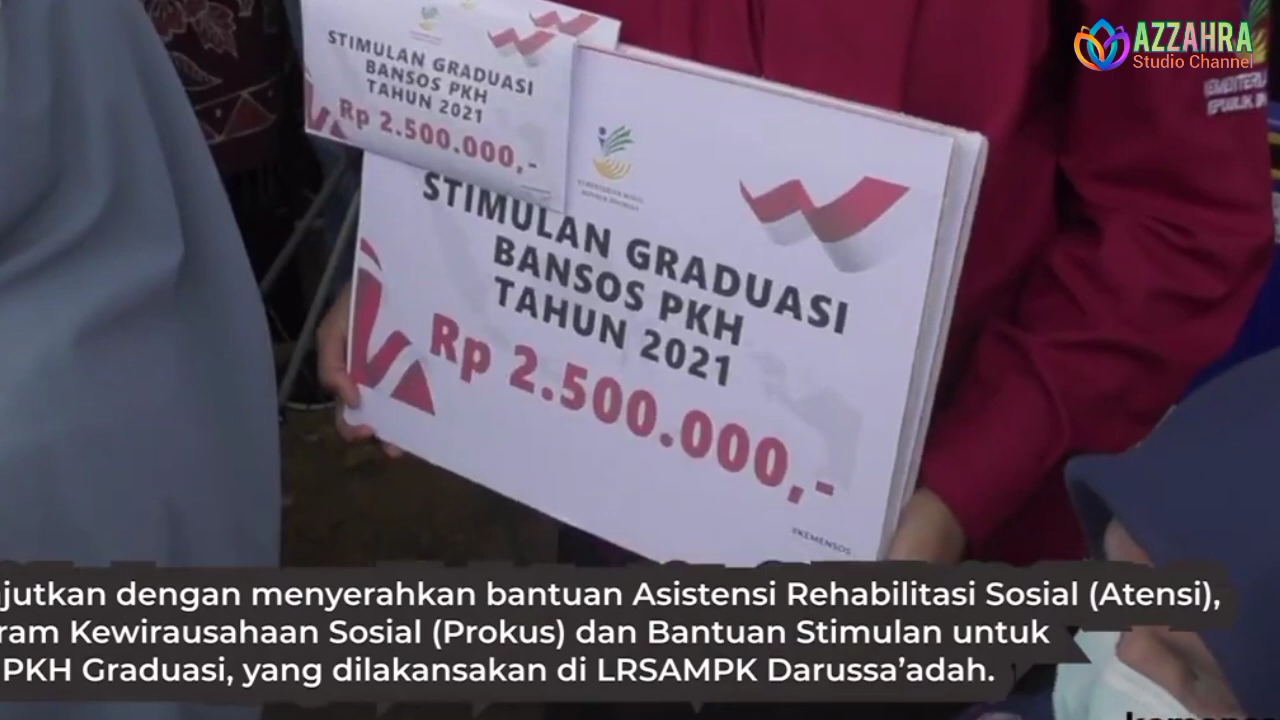 AZZAHRA
Studio Channel
STIMULAN GRADUASI
BANSOS PKH
TAHUN 2021
Rp 2.500.000,-
STIMULAN GRADUASI
BANSOS PKH
TAHUN 2021
Rp 2.500.000,-
#KEMENSOS
jutkan dengan menyerahkan bantuan Asistensi Rehabilitasi Sosial (Atensi),
ram Kewirausahaan Sosial (Prokus) dan Bantuan Stimulan untuk
PKH Graduasi, yang dilakansakan di LRSAMPK Darussa’adah.